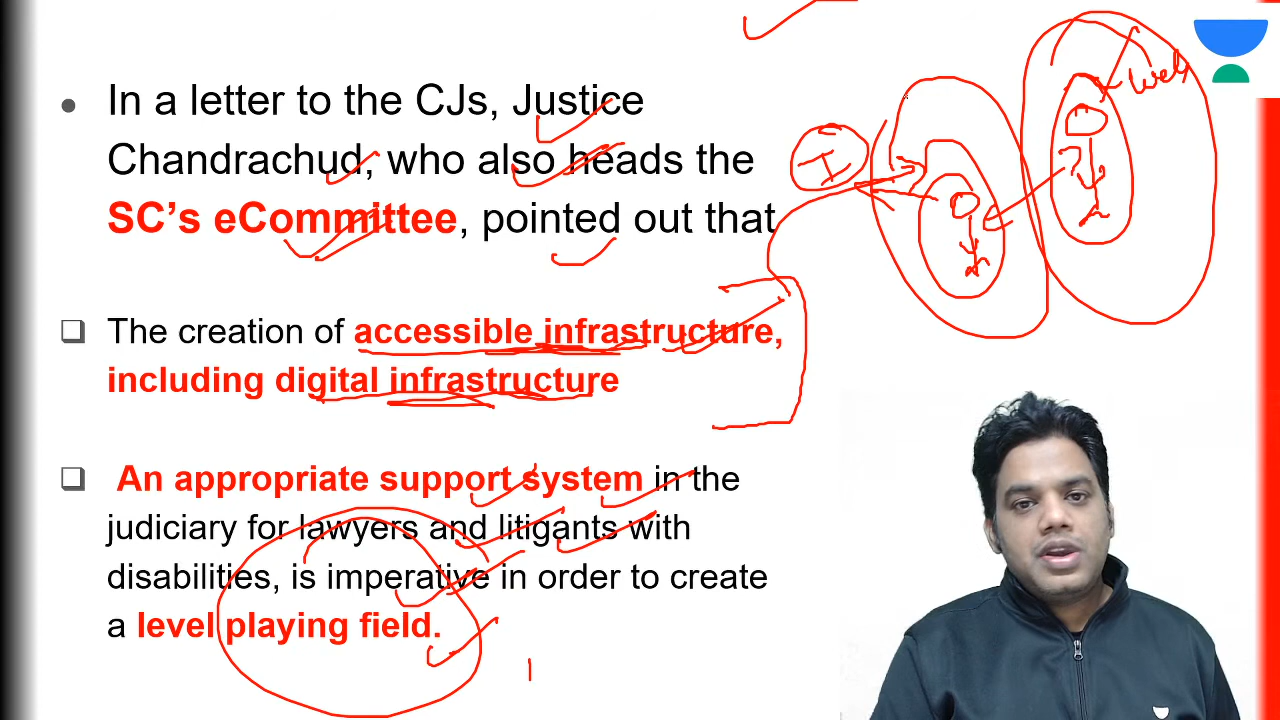 In a letter to the CJs, Justice
Chandrachud, who also heads the
SC’s eCommittee, pointed out that
The creation of accessible infrastructure,
including digital infrastructure
An appropriate support system in the
judiciary for lawyers and litigants with
disabilities, is imperative in order to create
a level playing field.
I